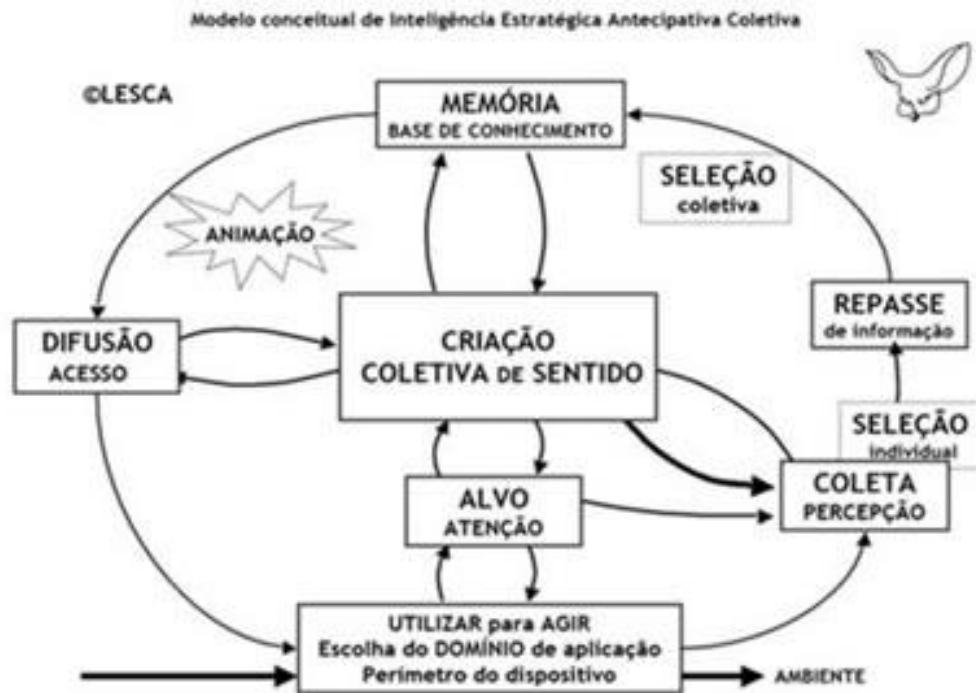 Modelo conceitual de Inteligência Estratégica Antecipativa Coletiva
©LESCA
MEMÓRIA
BASE DE CONHECIMENTO
SELEÇÃO
coletiva
ANIMAÇÃO
REPASSE
de informação
DIFUSÃO
ACESSO
CRIAÇÃO
COLETIVA DE SENTIDO
SELEÇÃO
individual
ALVO
ATENÇÃO
COLETA
PERCEPÇÃO
UTILIZAR para AGIR
Escolha do DOMÍNIO de aplicação
Perímetro do dispositivo
AMBIENTE